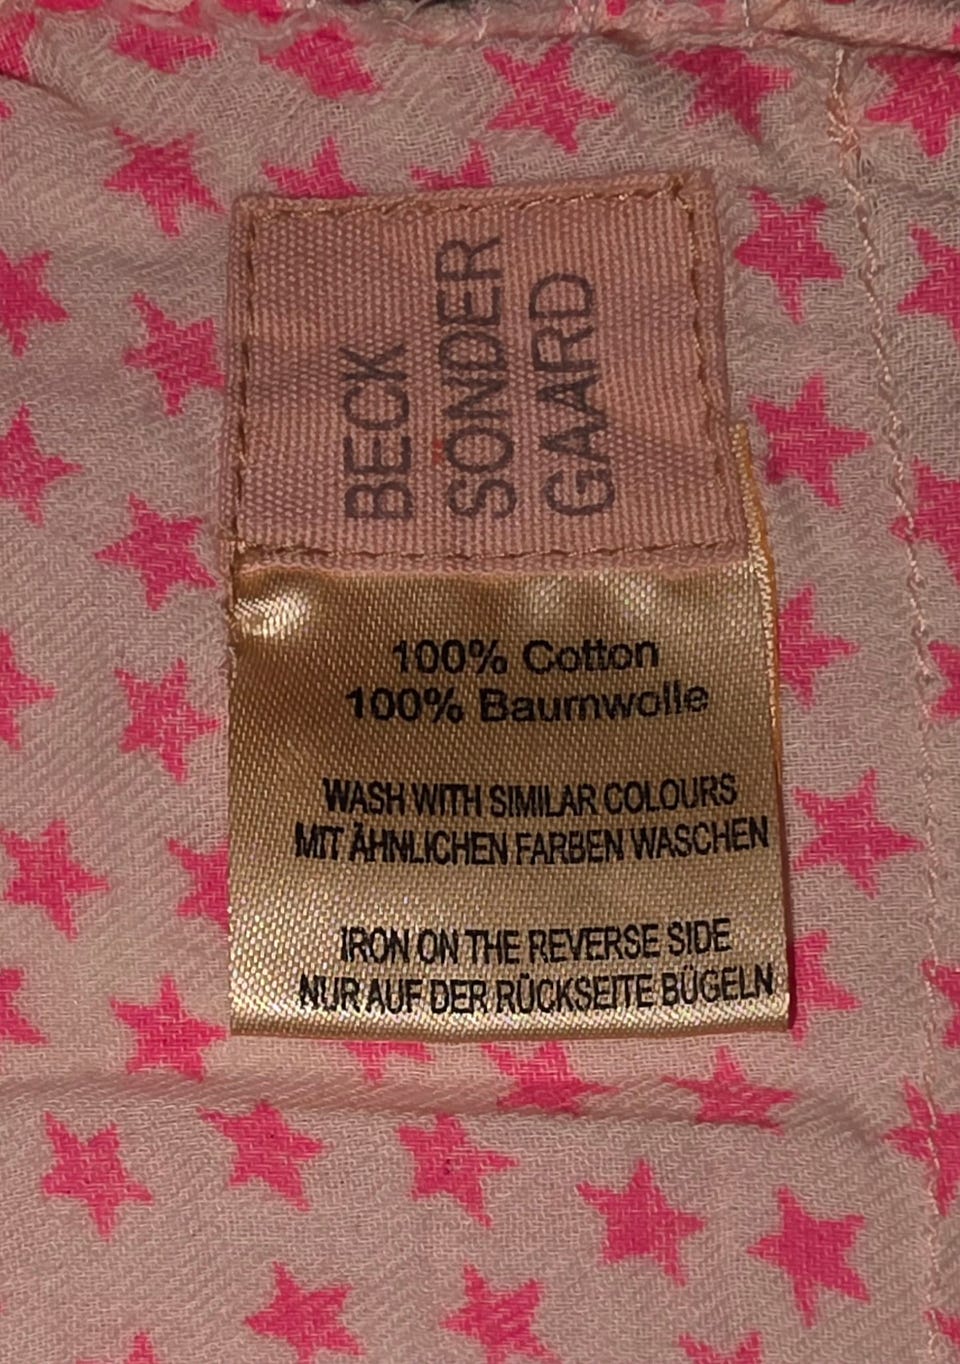 BECK
SÖNDER
GAARD
100% Cotton
100% Baumwolle
WASH WITH SIMILAR COLOURS
MIT ÄHNLICHEN FARBEN WASCHEN
IRON ON THE REVERSE SIDE
NUR AUF DER RÜCKSEITE BÜGELN